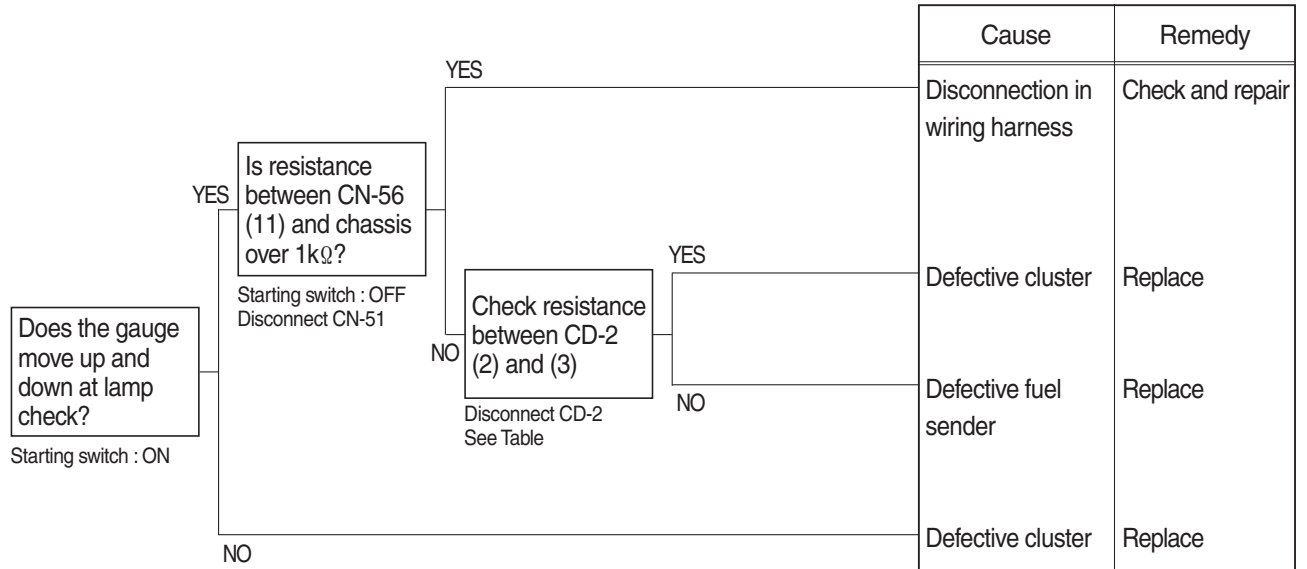 Cause
Remedy
YES
Disconnection in
wiring harness
Check and repair
YES
Is resistance
between CN-56
(11) and chassis
over 1kΩ?
Starting switch : OFF
Disconnect CN-51
YES
Defective cluster
Replace
Does the gauge
move up and
down at lamp
check?
Starting switch : ON
NO
Check resistance
between CD-2
(2) and (3)
Disconnect CD-2
See Table
NO
Defective fuel
sender
Replace
NO
Defective cluster
Replace